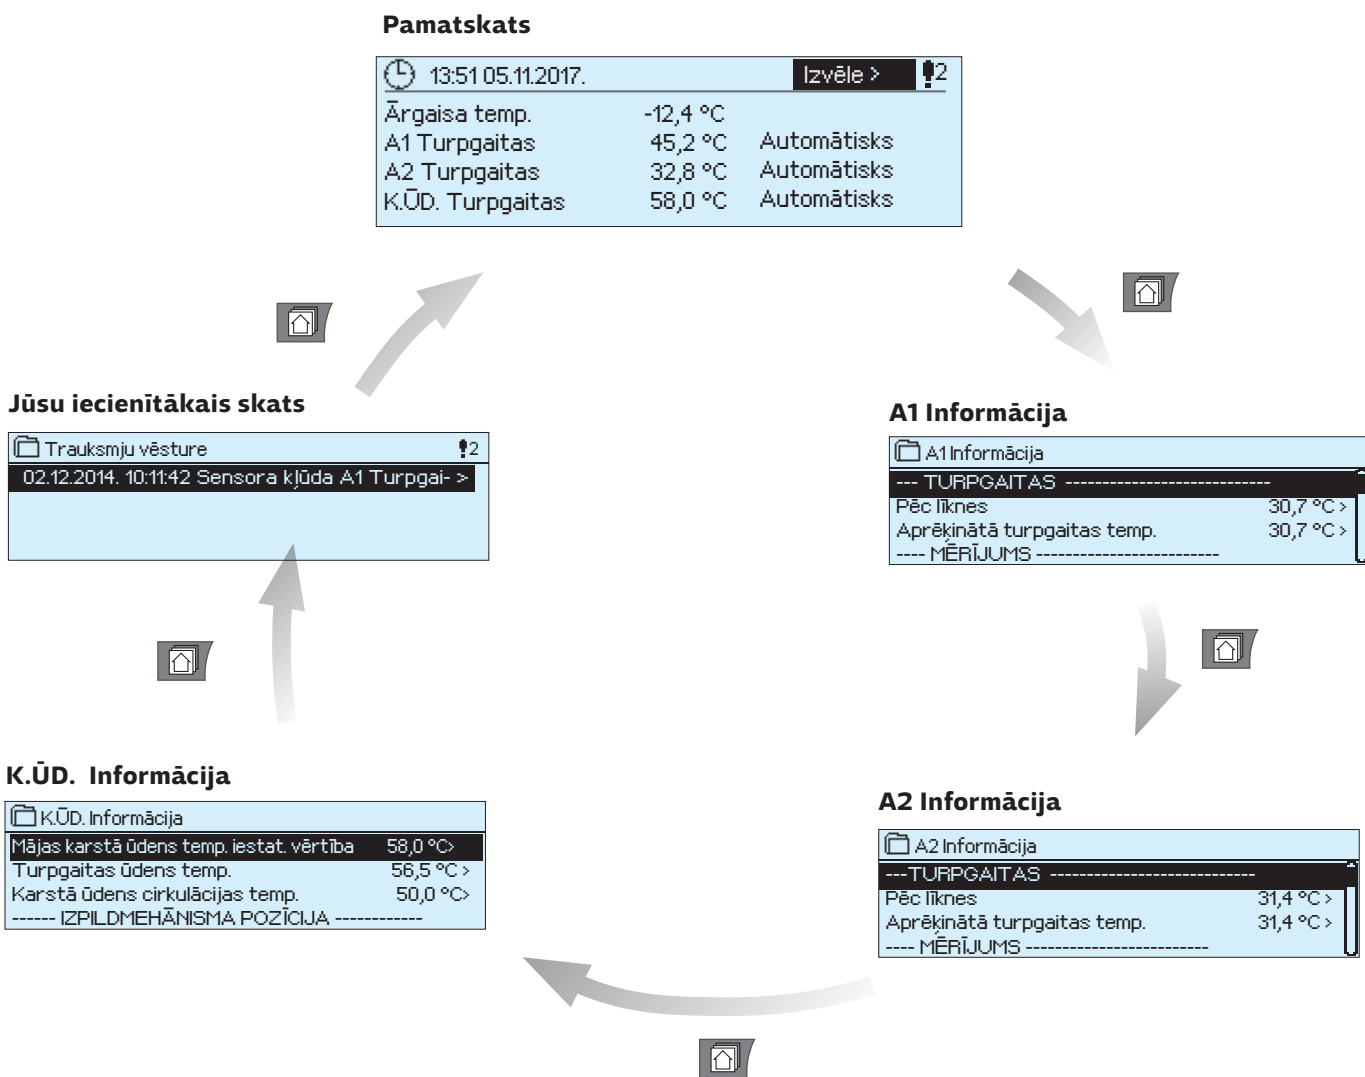 Pamatskats
13:51 05.11.2017. Izvēle > 2
Ārgaisa temp. -12,4 °C
A1 Turpgaitas 45,2 °C Automātisks
A2 Turpgaitas 32,8 °C Automātisks
K.ŪD. Turpgaitas 58,0 °C Automātisks
Jūsu iecienītākais skats
Trauksmju vēsture 2
02.12.2014. 10:11:42 Sensora kļūda A1 Turpgai- >
A1 Informācija
A1 Informācija
--- TURPGAITAS ----------------------------
Pēc līknes 30,7 °C >
Aprēķinātā turpgaitas temp. 30,7 °C >
---- MĒRĪJUMS -------------------------
K.ŪD. Informācija
K.ŪD. Informācija
Mājas karstā ūdens temp. iestat. vērtība 58,0 °C>
Turpgaitas ūdens temp. 56,5 °C >
Karstā ūdens cirkulācijas temp. 50,0 °C>
------ IZPILDMEHĀNISMA POZĪCIJA ------------
A2 Informācija
A2 Informācija
---TURPGAITAS ----------------------------
Pēc līknes 31,4 °C >
Aprēķinātā turpgaitas temp. 31,4 °C >
---- MĒRĪJUMS -------------------------